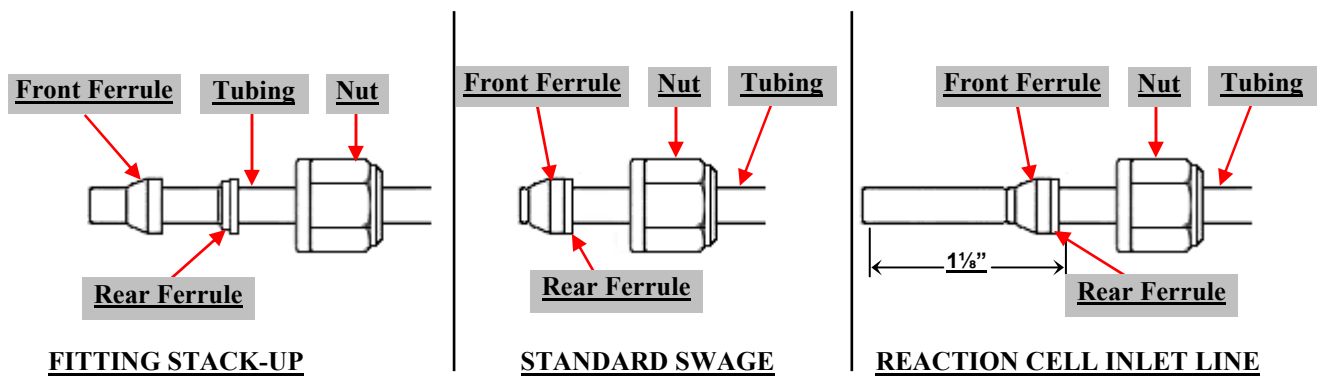 Front Ferrule
Tubing
Nut
Rear Ferrule
FITTING STACK-UP
Front Ferrule
Nut
Tubing
Rear Ferrule
STANDARD SWAGE
Front Ferrule
Nut
Tubing
1⅛”
Rear Ferrule
REACTION CELL INLET LINE